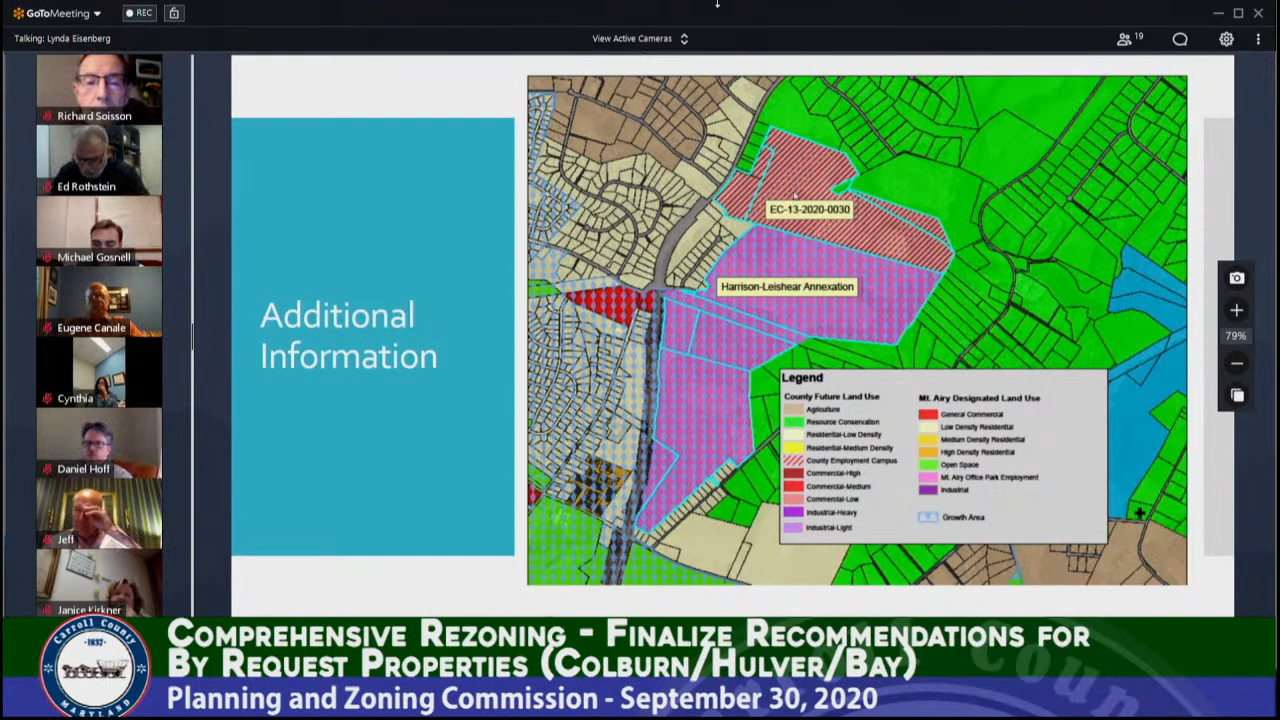 GoToMeeting
REC
Talking: Lynda Eisenberg
View Active Cameras
19
Richard Soisson
Ed Rothstein
Michael Gosnell
Eugene Canale
Cynthia
Daniel Hoff
Jeff
Janice Kirkner
Additional
Information
EC-13-2020-0030
Harrison-Leishear Annexation
79%
Legend
County Future Land Use
Agriculture
Resource Conservation
Residential-Low Density
Residential-Medium Density
County Employment Campus
Commercial-High
Commercial-Medium
Commercial-Low
Industrial-Heavy
Industrial-Light
Mt. Airy Designated Land Use
General Commercial
Low Density Residential
Medium Density Residential
High Density Residential
Open Space
Mt. Airy Office Park Employment
Industrial
Growth Area
Carroll County
1837
Maryland
Comprehensive Rezoning - Finalize Recommendations for
By Request Properties (Colburn/Hulver/Bay)
Planning and Zoning Commission - September 30, 2020